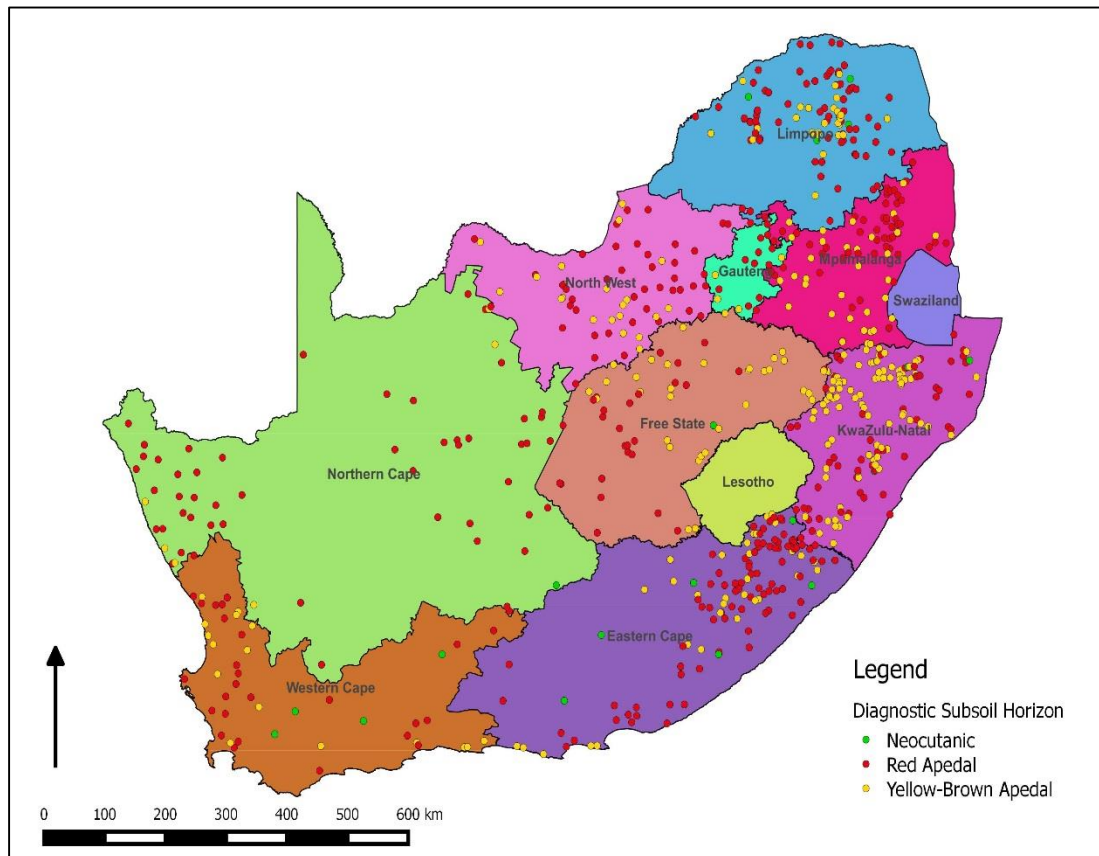 Limpopo
Mpumalanga
Gauteng
North West
Swaziland
Free State
KwaZulu-Natal
Northern Cape
Lesotho
Eastern Cape
Western Cape
Legend
Diagnostic Subsoil Horizon
Neocutanic
Red Apedal
Yellow-Brown Apedal
0 100 200 300 400 500 600 km